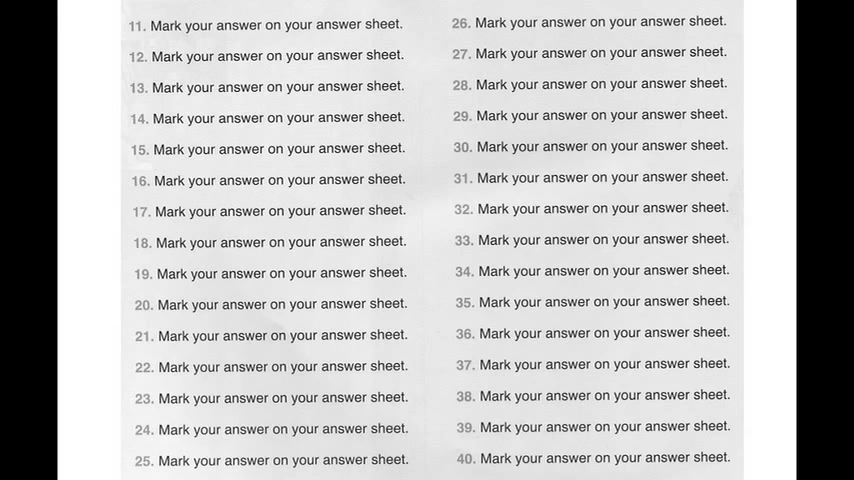 11. Mark your answer on your answer sheet.
12. Mark your answer on your answer sheet.
13. Mark your answer on your answer sheet.
14. Mark your answer on your answer sheet.
15. Mark your answer on your answer sheet.
16. Mark your answer on your answer sheet.
17. Mark your answer on your answer sheet.
18. Mark your answer on your answer sheet.
19. Mark your answer on your answer sheet.
20. Mark your answer on your answer sheet.
21. Mark your answer on your answer sheet.
22. Mark your answer on your answer sheet.
23. Mark your answer on your answer sheet.
24. Mark your answer on your answer sheet.
25. Mark your answer on your answer sheet.
26. Mark your answer on your answer sheet.
27. Mark your answer on your answer sheet.
28. Mark your answer on your answer sheet.
29. Mark your answer on your answer sheet.
30. Mark your answer on your answer sheet.
31. Mark your answer on your answer sheet.
32. Mark your answer on your answer sheet.
33. Mark your answer on your answer sheet.
34. Mark your answer on your answer sheet.
35. Mark your answer on your answer sheet.
36. Mark your answer on your answer sheet.
37. Mark your answer on your answer sheet.
38. Mark your answer on your answer sheet.
39. Mark your answer on your answer sheet.
40. Mark your answer on your answer sheet.